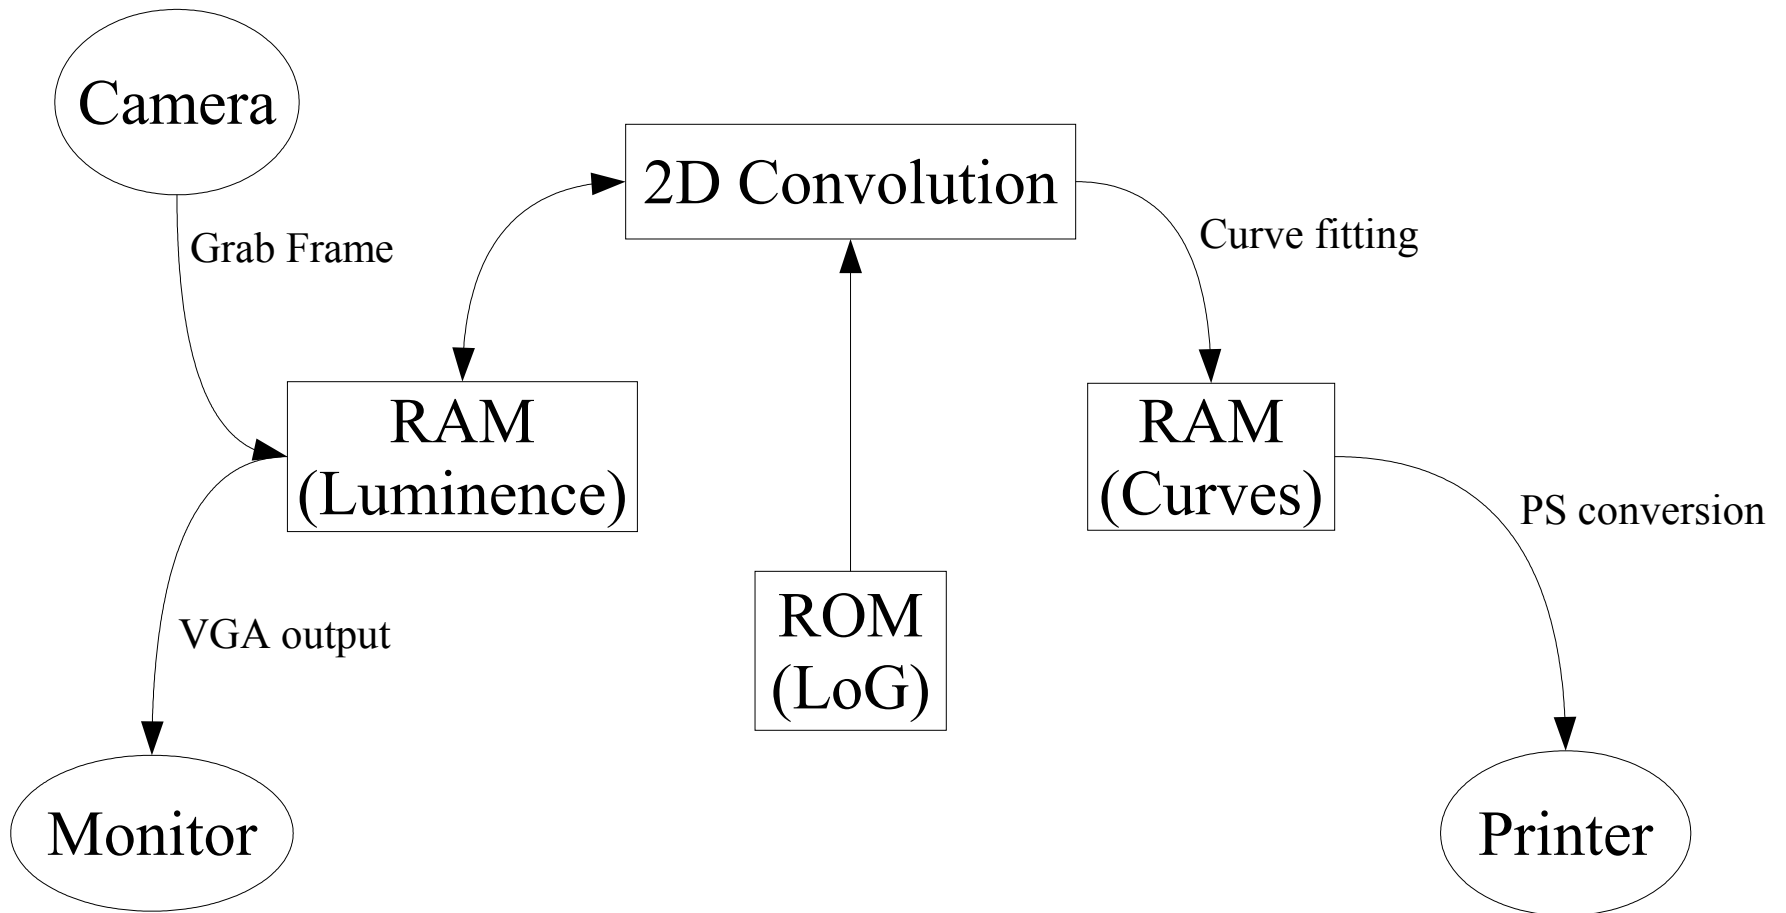 Camera
2D Convolution
Grab Frame
Curve fitting
RAM
(Luminence)
RAM
(Curves)
PS conversion
ROM
(LoG)
VGA output
Monitor
Printer